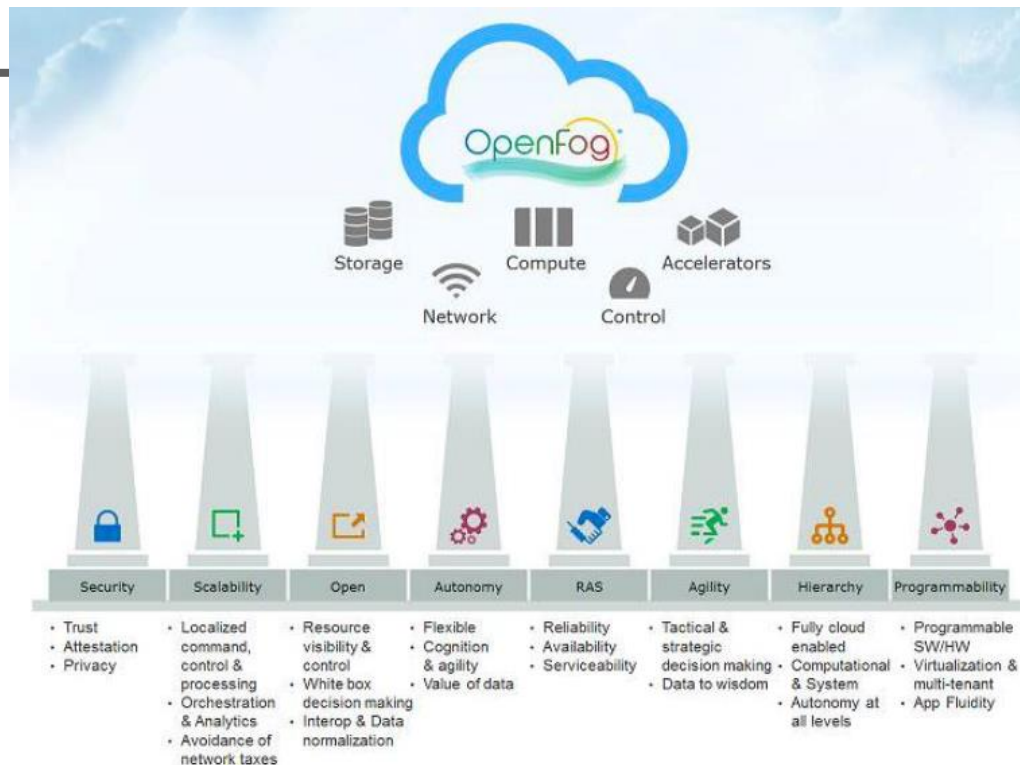 OpenFog
Storage
Compute
Accelerators
Network
Control
Security
Scalability
Open
Autonomy
RAS
Agility
Hierarchy
Programmability
• Trust
• Attestation
• Privacy
• Localized
command,
control &
processing
• Orchestration
& Analytics
• Avoidance of
network taxes
• Resource
visibility &
control
• White box
decision making
• Interop & Data
normalization
• Flexible
• Cognition
& agility
• Value of data
• Reliability
• Availability
• Serviceability
• Tactical &
strategic
decision making
• Data to wisdom
• Fully cloud
enabled
• Computational
& System
• Autonomy at
all levels
• Programmable
SW/HW
• Virtualization &
multi-tenant
• App Fluidity